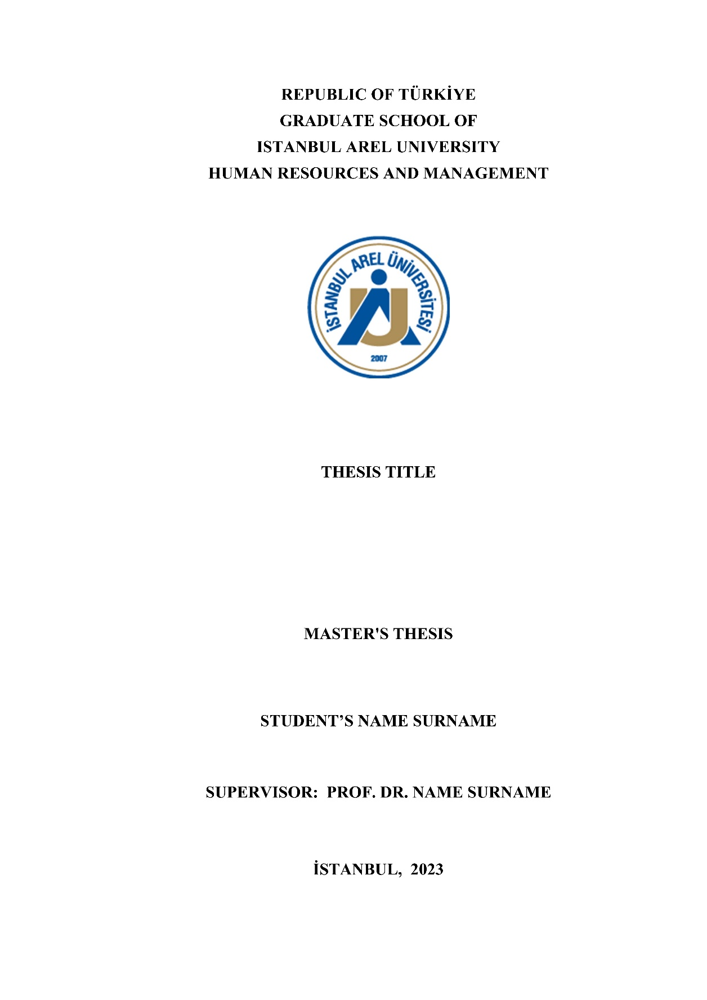 REPUBLIC OF TÜRKİYE
GRADUATE SCHOOL OF
ISTANBUL AREL UNIVERSITY
HUMAN RESOURCES AND MANAGEMENT
İSTANBUL AREL ÜNİVERSİTESİ
2007
THESIS TITLE
MASTER'S THESIS
STUDENT’S NAME SURNAME
SUPERVISOR:  PROF. DR. NAME SURNAME
İSTANBUL,  2023